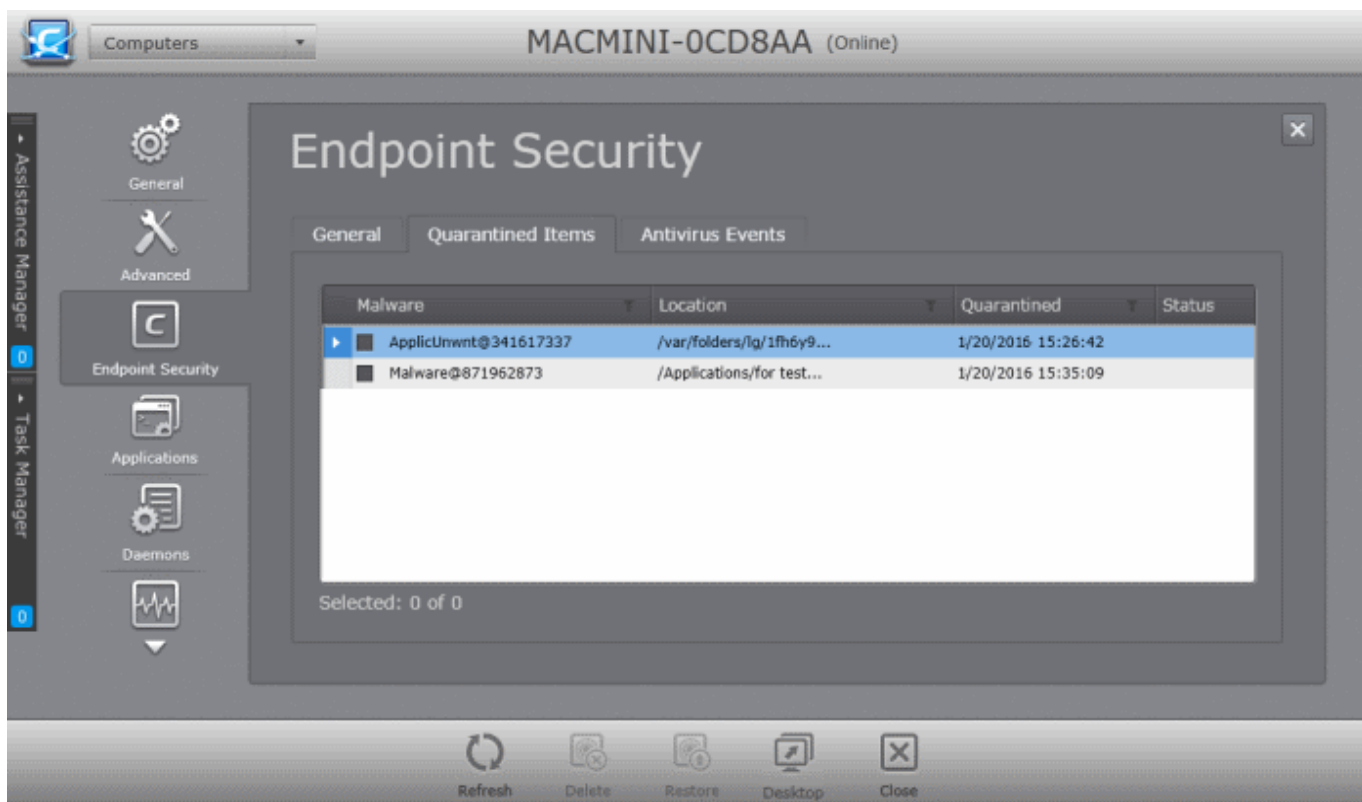 Computers
MACMINI-0CD8AA (Online)
Assistance Manager
0
Task Manager
0
General
Advanced
C
Endpoint Security
Applications
Daemons
Endpoint Security
General Quarantined Items Antivirus Events
Malware Location Quarantined Status
ApplicUnwnt@341617337 /var/folders/lg/1fh6y9... 1/20/2016 15:26:42
Malware@871962873 /Applications/for test... 1/20/2016 15:35:09
Selected: 0 of 0
Refresh Delete Restore Desktop Close